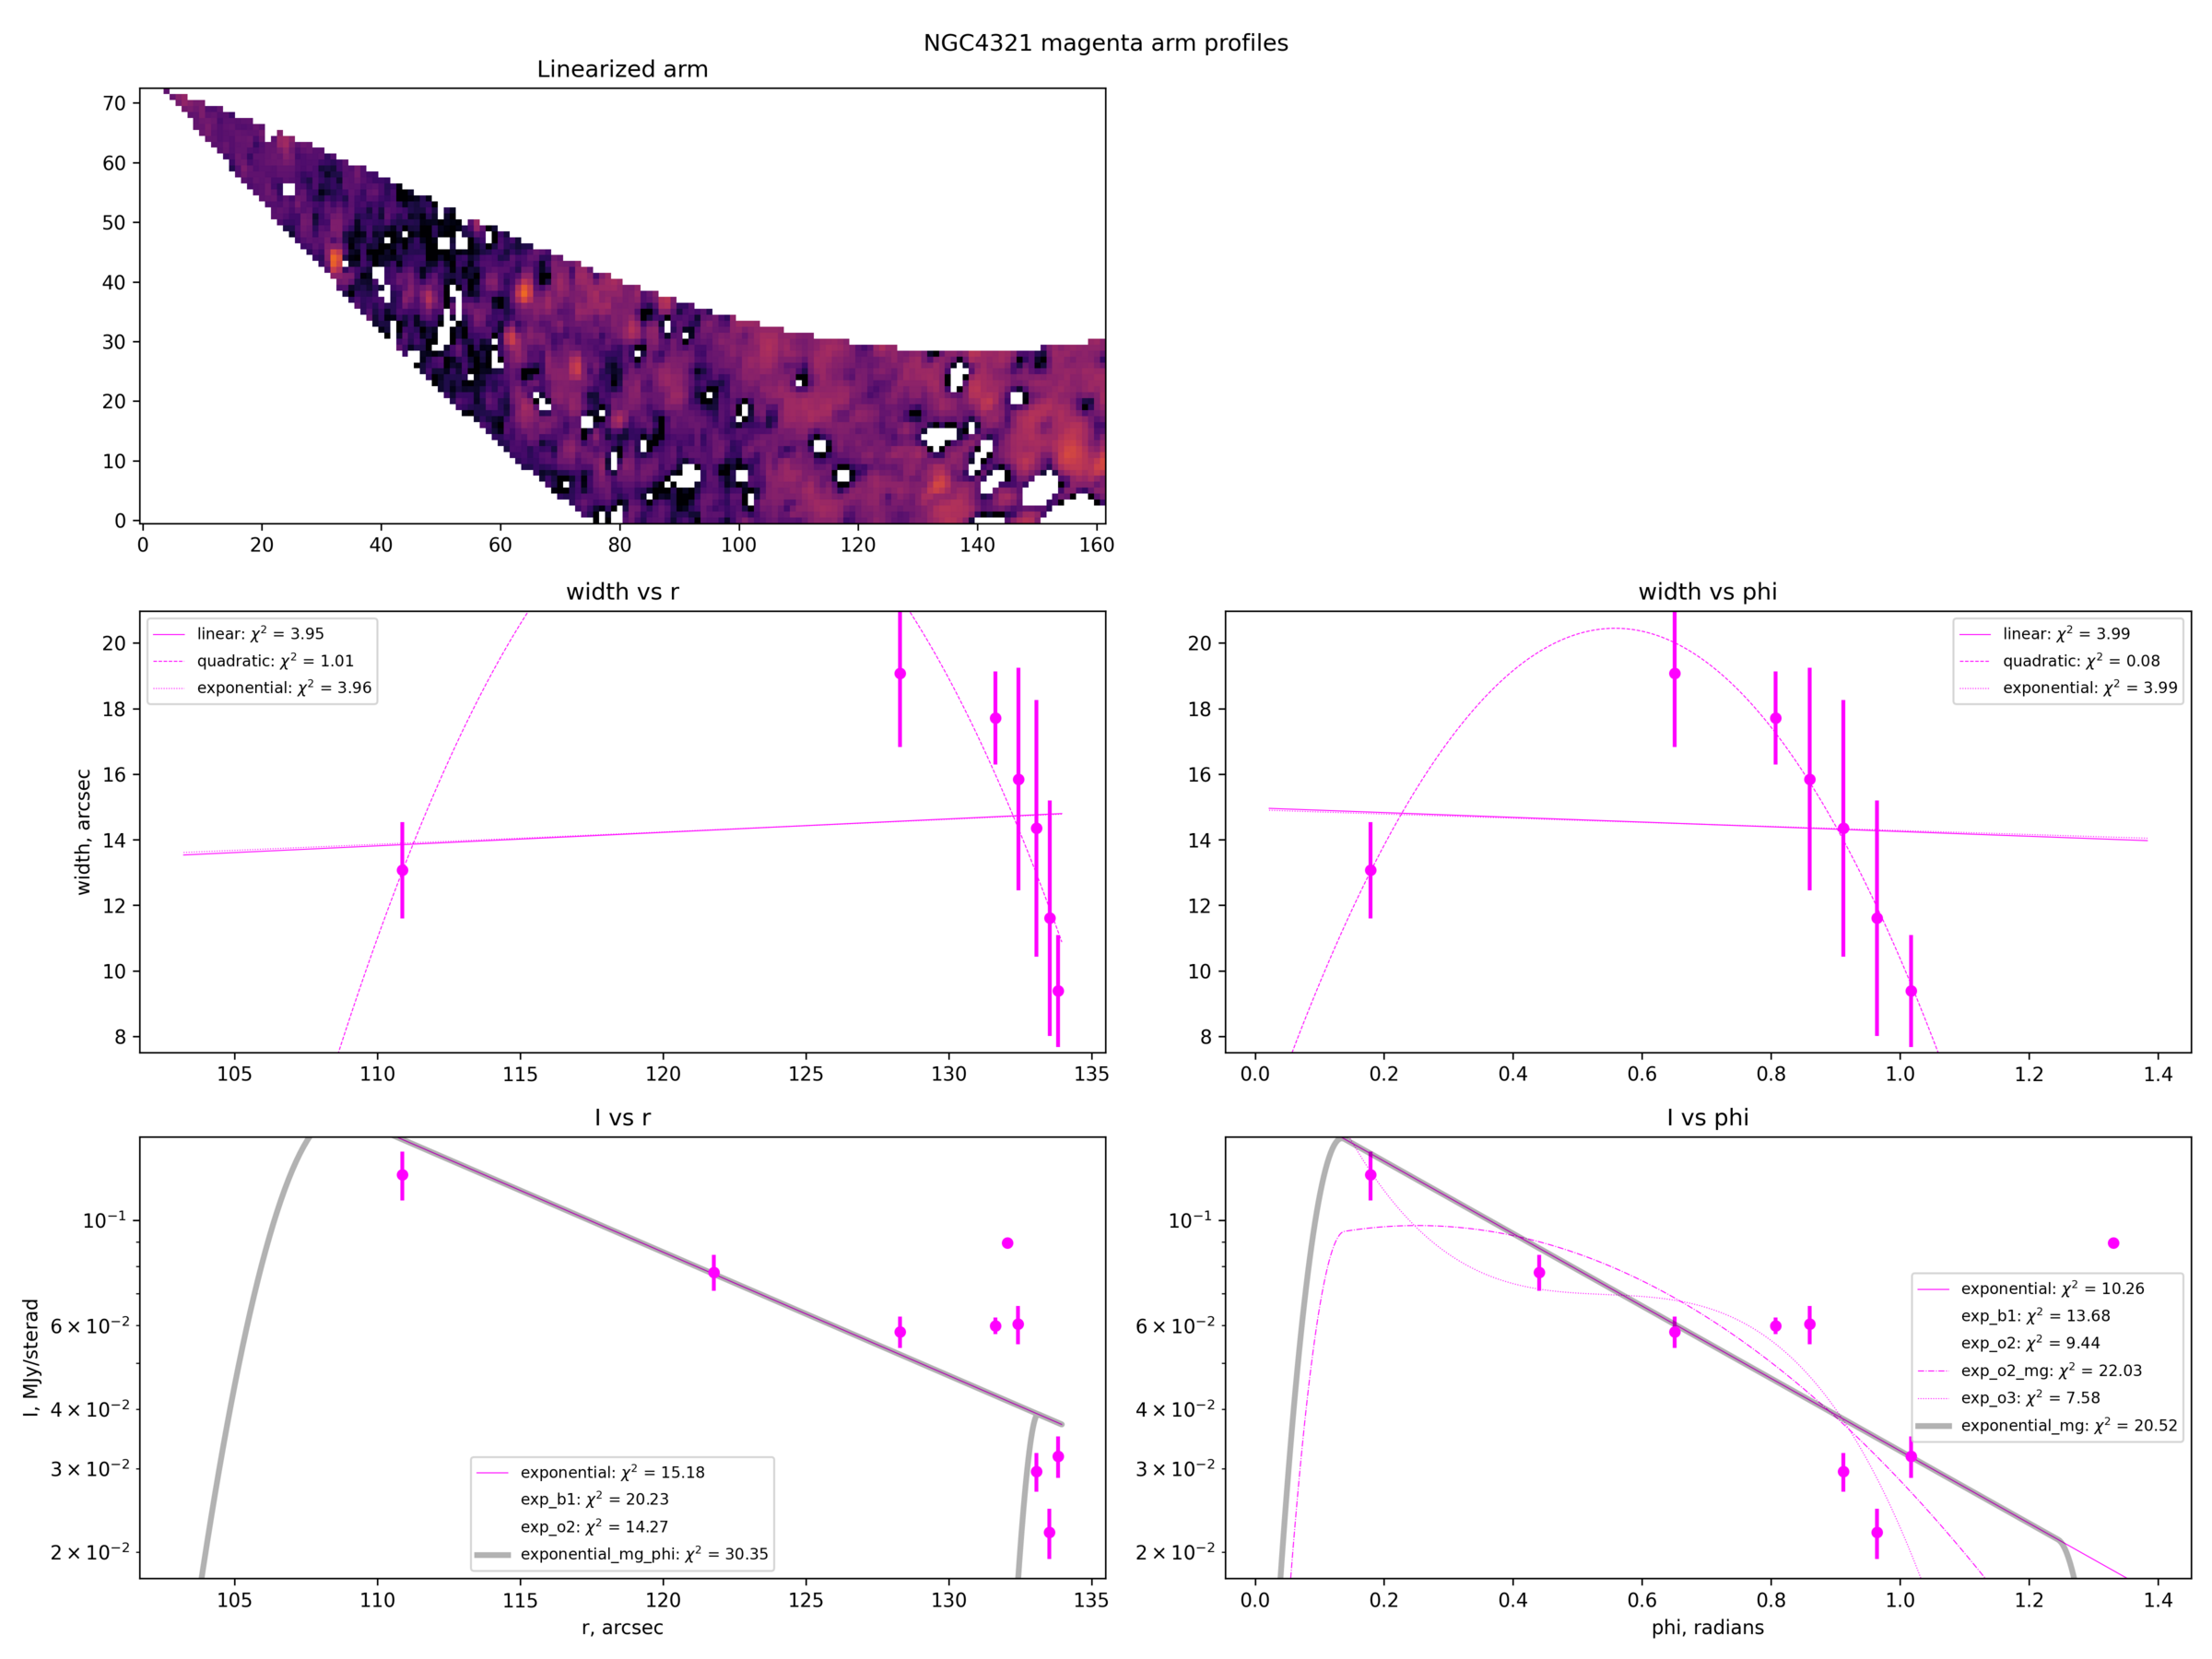 NGC4321 magenta arm profiles
Linearized arm
70
60
50
40
30
20
10
0
0 20 40 60 80 100 120 140 160
width vs r
width, arcsec
20
18
16
14
12
10
8
linear: χ² = 3.95
quadratic: χ² = 1.01
exponential: χ² = 3.96
105 110 115 120 125 130 135
width vs phi
20
18
16
14
12
10
8
linear: χ² = 3.99
quadratic: χ² = 0.08
exponential: χ² = 3.99
0.0 0.2 0.4 0.6 0.8 1.0 1.2 1.4
I vs r
I, MJy/sterad
10⁻¹
6 × 10⁻²
4 × 10⁻²
3 × 10⁻²
2 × 10⁻²
exponential: χ² = 15.18
exp_b1: χ² = 20.23
exp_o2: χ² = 14.27
exponential_mg_phi: χ² = 30.35
105 110 115 120 125 130 135
r, arcsec
I vs phi
10⁻¹
6 × 10⁻²
4 × 10⁻²
3 × 10⁻²
2 × 10⁻²
exponential: χ² = 10.26
exp_b1: χ² = 13.68
exp_o2: χ² = 9.44
exp_o2_mg: χ² = 22.03
exp_o3: χ² = 7.58
exponential_mg: χ² = 20.52
0.0 0.2 0.4 0.6 0.8 1.0 1.2 1.4
phi, radians